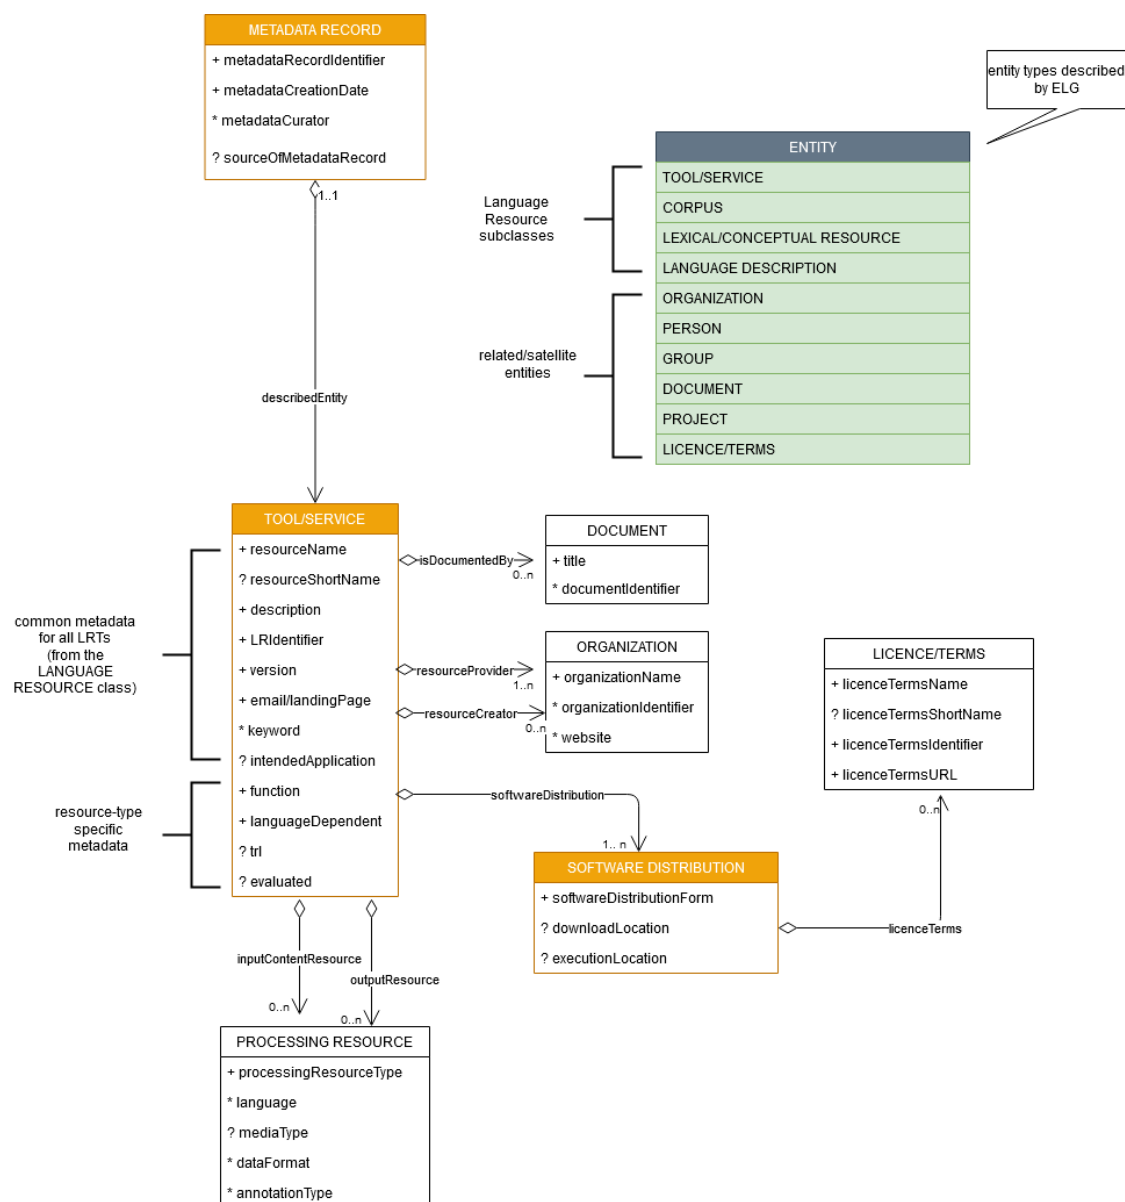 METADATA RECORD
+ metadataRecordIdentifier
+ metadataCreationDate
* metadataCurator
? sourceOfMetadataRecord
1..1
describedEntity
entity types described
by ELG
ENTITY
TOOL/SERVICE
CORPUS
LEXICAL/CONCEPTUAL RESOURCE
LANGUAGE DESCRIPTION
ORGANIZATION
PERSON
GROUP
DOCUMENT
PROJECT
LICENCE/TERMS
Language
Resource
subclasses
related/satellite
entities
TOOL/SERVICE
+ resourceName
? resourceShortName
+ description
+ LRIdentifier
+ version
+ email/landingPage
* keyword
? intendedApplication
+ function
+ languageDependent
? trl
? evaluated
common metadata
for all LRTs
(from the
LANGUAGE
RESOURCE class)
resource-type
specific
metadata
isDocumentedBy
0..n
DOCUMENT
+ title
* documentIdentifier
resourceProvider
1..n
resourceCreator
0..n
ORGANIZATION
+ organizationName
* organizationIdentifier
* website
LICENCE/TERMS
+ licenceTermsName
? licenceTermsShortName
+ licenceTermsIdentifier
+ licenceTermsURL
0..n
softwareDistribution
1.. n
SOFTWARE DISTRIBUTION
+ softwareDistributionForm
? downloadLocation
? executionLocation
licenceTerms
inputContentResource
0..n
outputResource
0..n
PROCESSING RESOURCE
+ processingResourceType
* language
? mediaType
* dataFormat
* annotationType